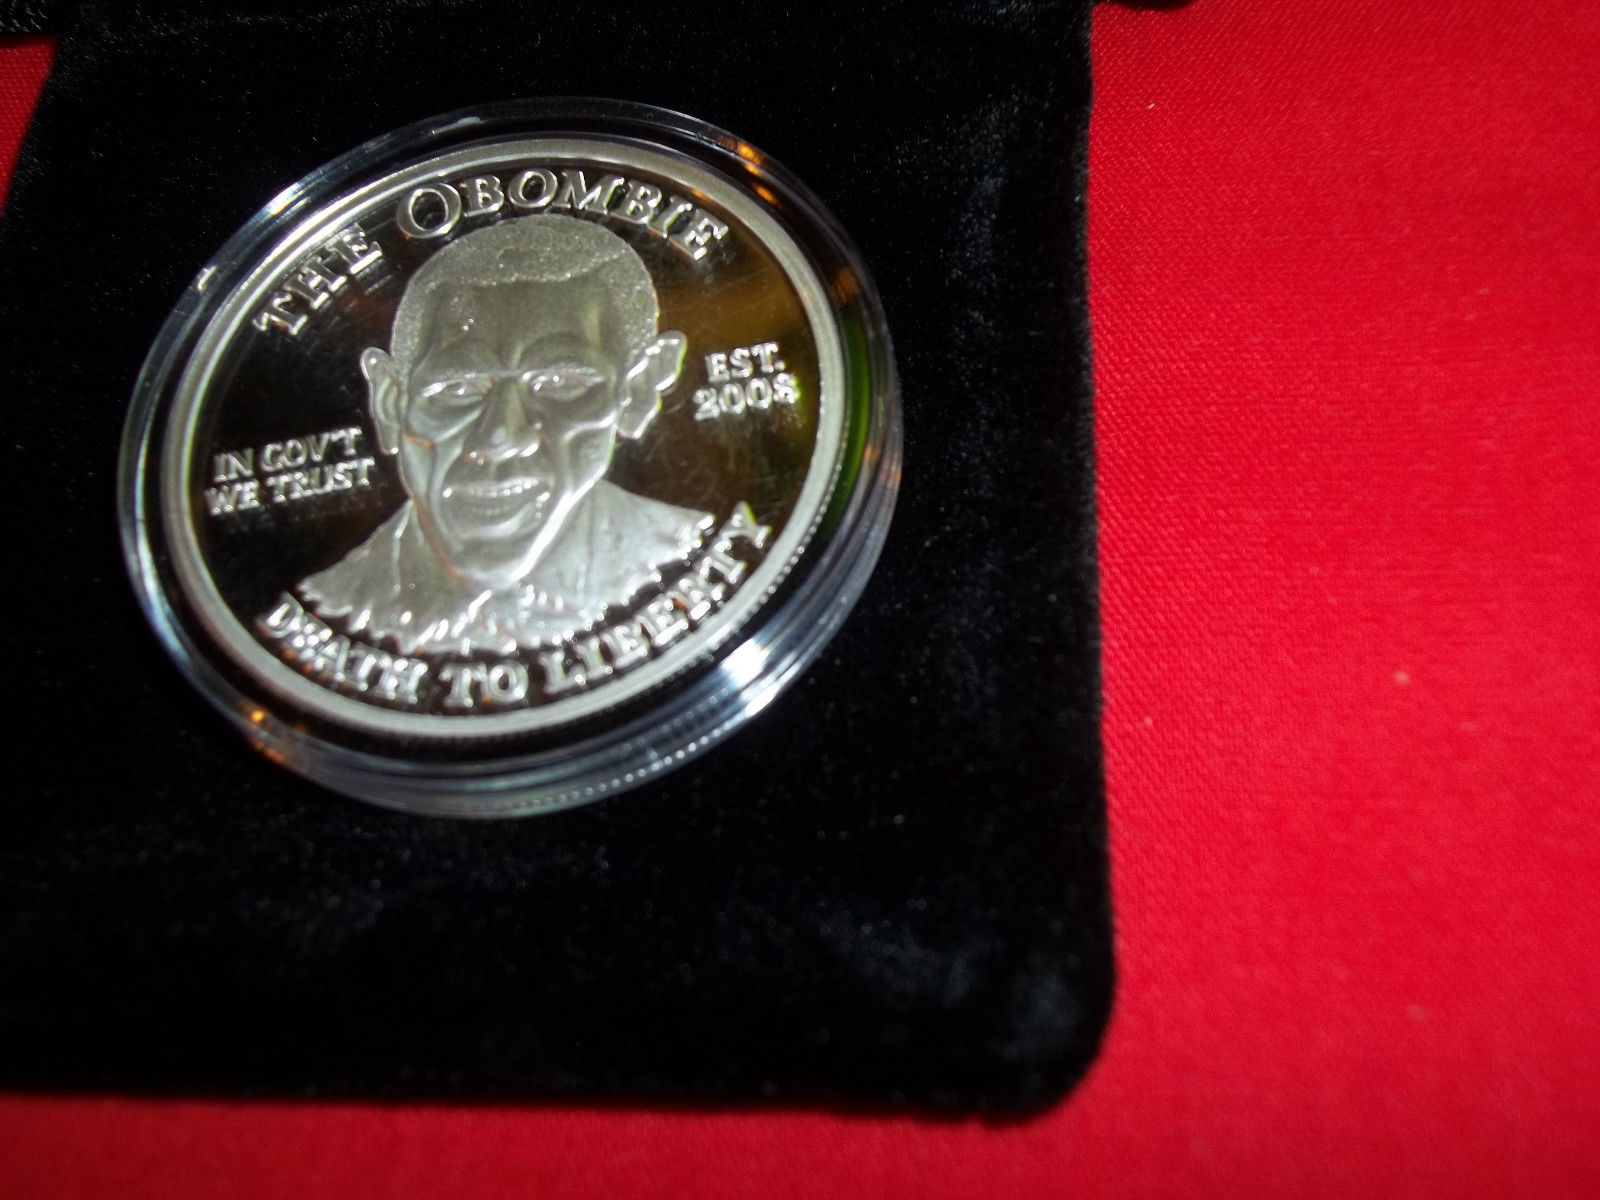 THE OBOMBIE
EST.
2008
IN GOV'T
WE TRUST
DEATH TO LIBERTY